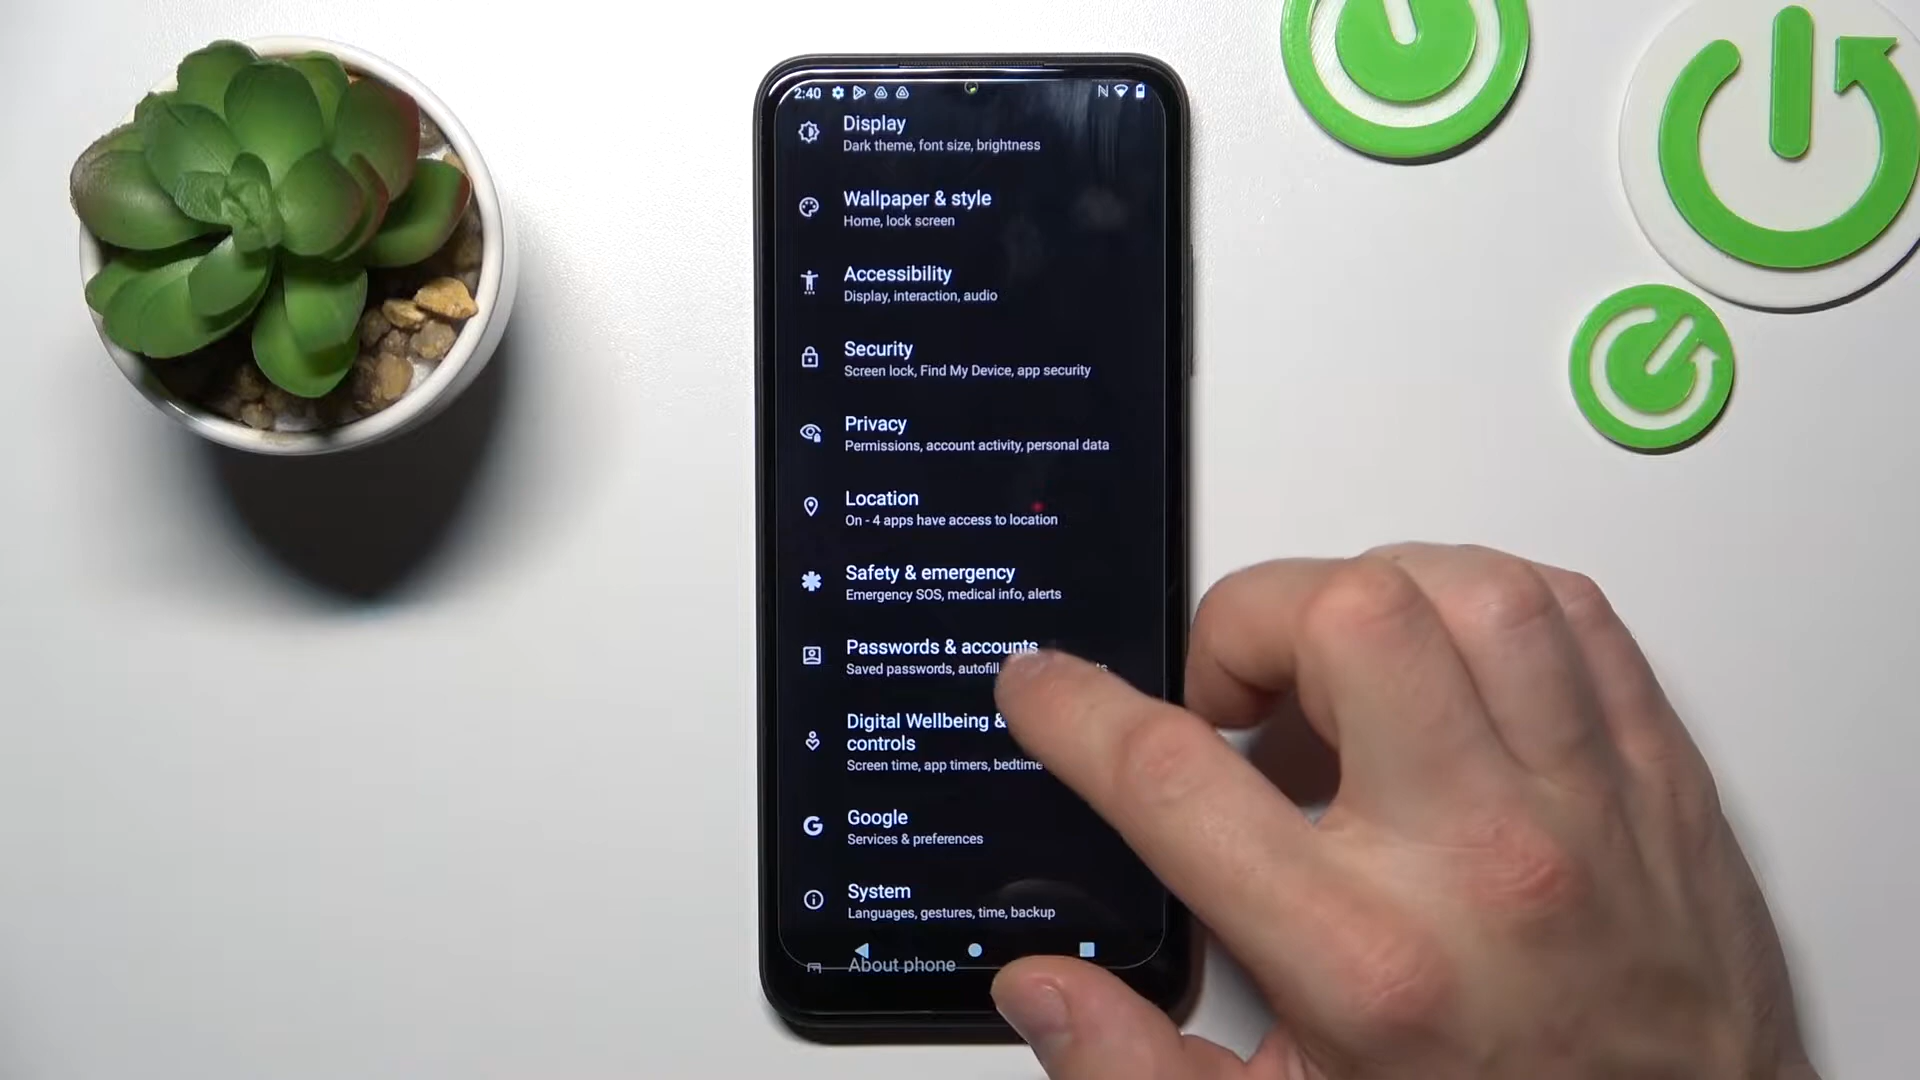 2:40
Display
Dark theme, font size, brightness
Wallpaper & style
Home, lock screen
Accessibility
Display, interaction, audio
Security
Screen lock, Find My Device, app security
Privacy
Permissions, account activity, personal data
Location
On - 4 apps have access to location
Safety & emergency
Emergency SOS, medical info, alerts
Passwords & accounts
Saved passwords, autofill,
Digital Wellbeing &
controls
Screen time, app timers, bedtime
Google
Services & preferences
System
Languages, gestures, time, backup
About phone